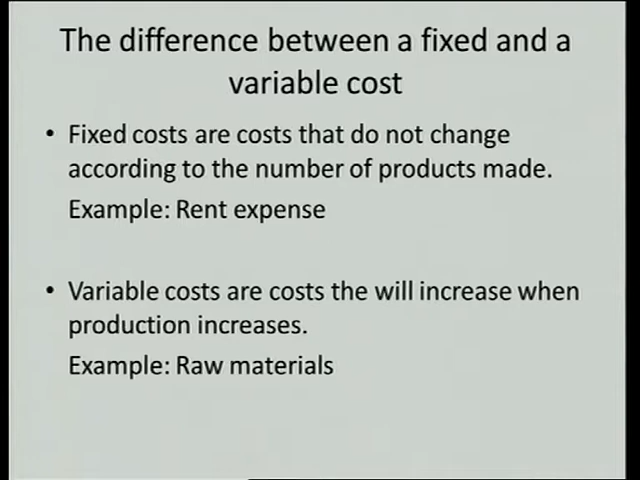 The difference between a fixed and a
variable cost
• Fixed costs are costs that do not change
according to the number of products made.
Example: Rent expense
• Variable costs are costs the will increase when
production increases.
Example: Raw materials